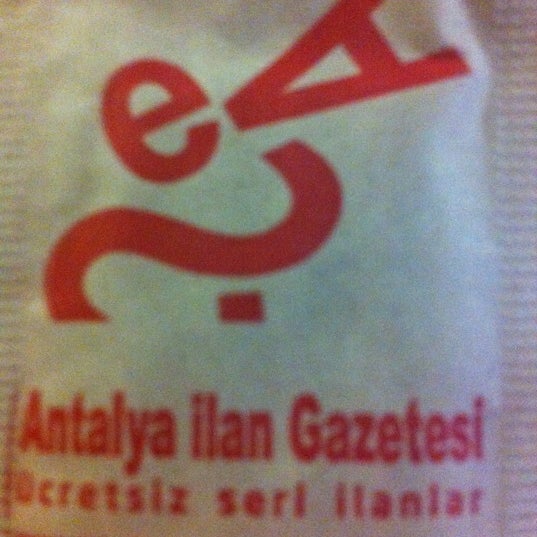 A
e
?
Antalya ilan Gazetesi
ücretsiz seri ilanlar